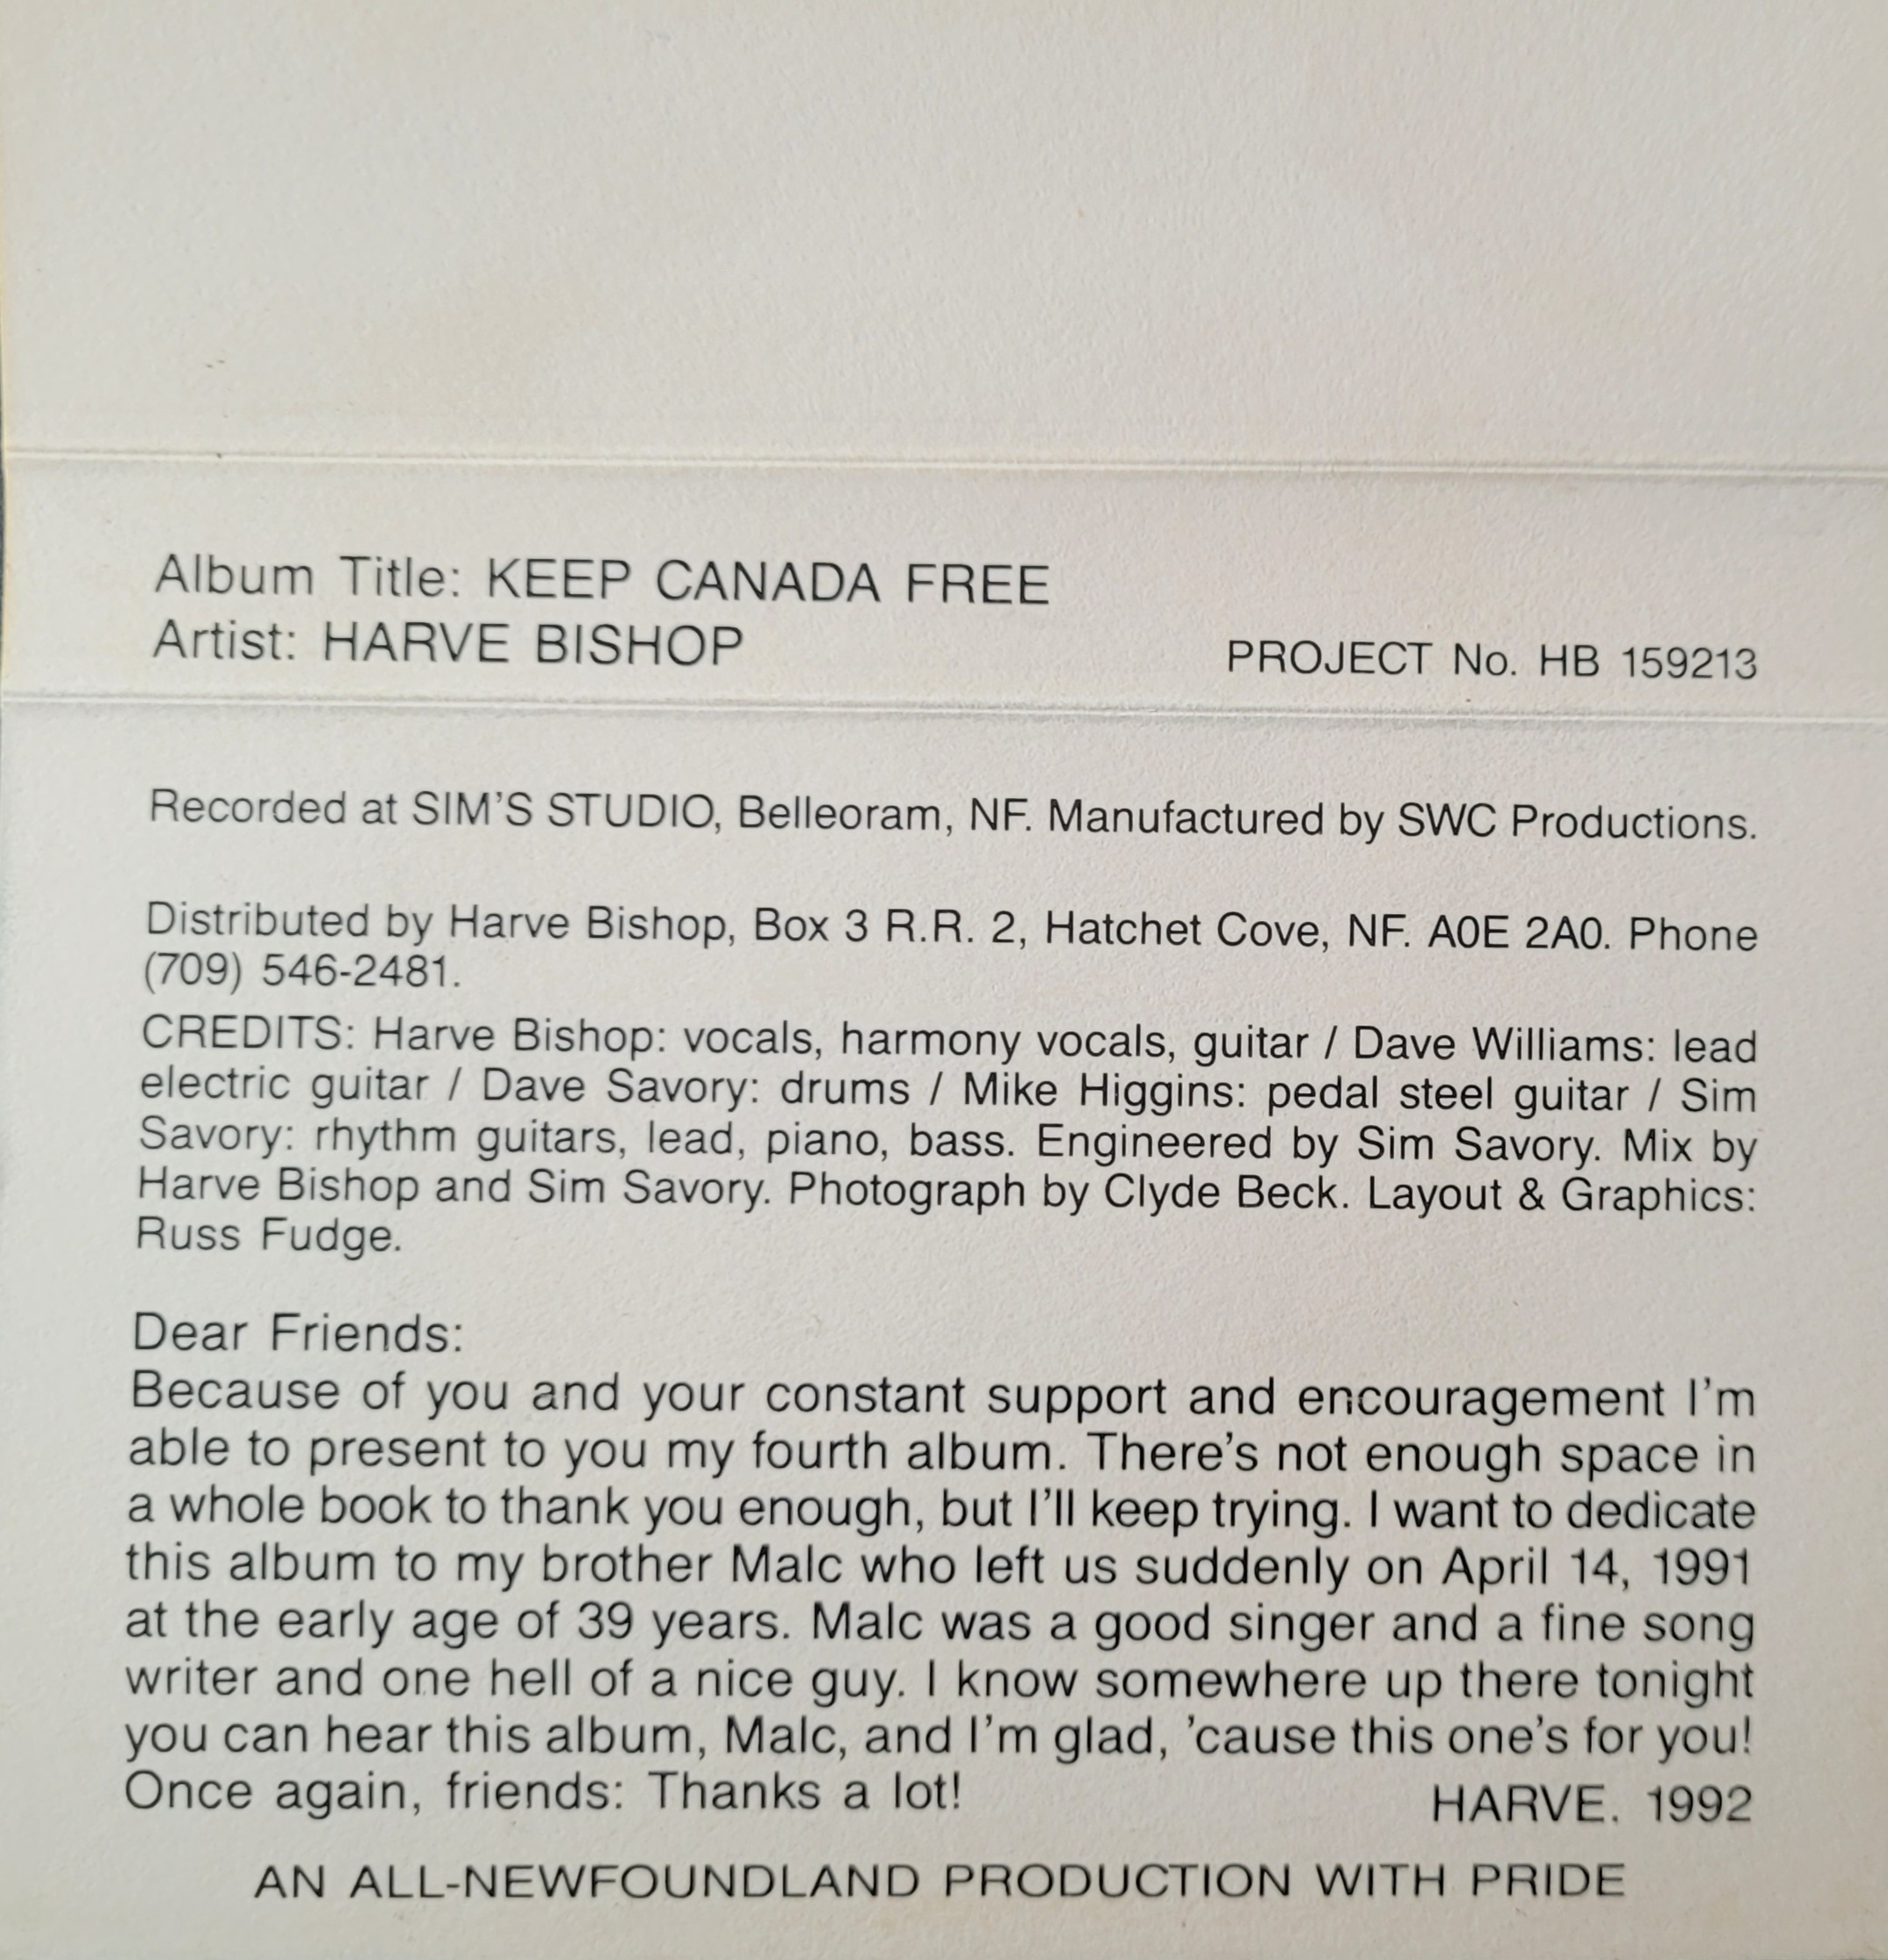 Album Title: KEEP CANADA FREE
Artist: HARVE BISHOP
PROJECT No. HB 159213
Recorded at SIM'S STUDIO, Belleoram, NF. Manufactured by SWC Productions.
Distributed by Harve Bishop, Box 3 R.R. 2, Hatchet Cove, NF. A0E 2A0. Phone
(709) 546-2481.
CREDITS: Harve Bishop: vocals, harmony vocals, guitar / Dave Williams: lead
electric guitar / Dave Savory: drums / Mike Higgins: pedal steel guitar / Sim
Savory: rhythm guitars, lead, piano, bass. Engineered by Sim Savory. Mix by
Harve Bishop and Sim Savory. Photograph by Clyde Beck. Layout & Graphics:
Russ Fudge.
Dear Friends:
Because of you and your constant support and encouragement I'm
able to present to you my fourth album. There's not enough space in
a whole book to thank you enough, but I'll keep trying. I want to dedicate
this album to my brother Malc who left us suddenly on April 14, 1991
at the early age of 39 years. Malc was a good singer and a fine song
writer and one hell of a nice guy. I know somewhere up there tonight
you can hear this album, Malc, and I'm glad, 'cause this one's for you!
Once again, friends: Thanks a lot!
HARVE. 1992
AN ALL-NEWFOUNDLAND PRODUCTION WITH PRIDE